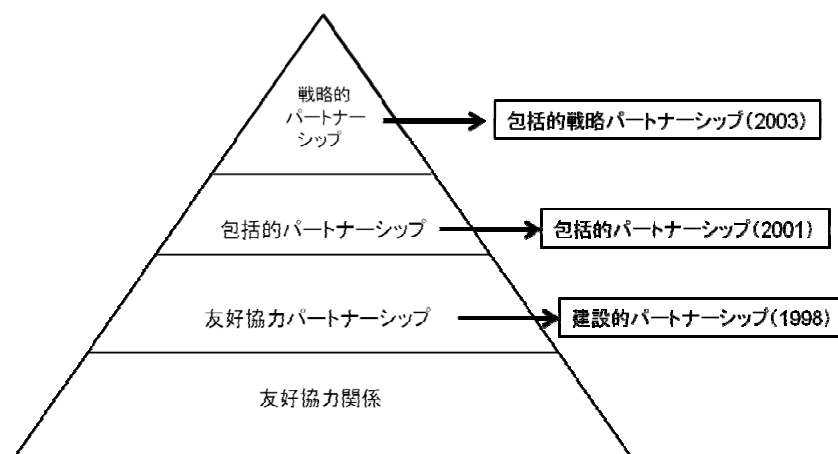 戦略的
パートナー
シップ
包括的戦略パートナーシップ(2003)
包括的パートナーシップ
包括的パートナーシップ(2001)
友好協力パートナーシップ
建設的パートナーシップ(1998)
友好協力関係